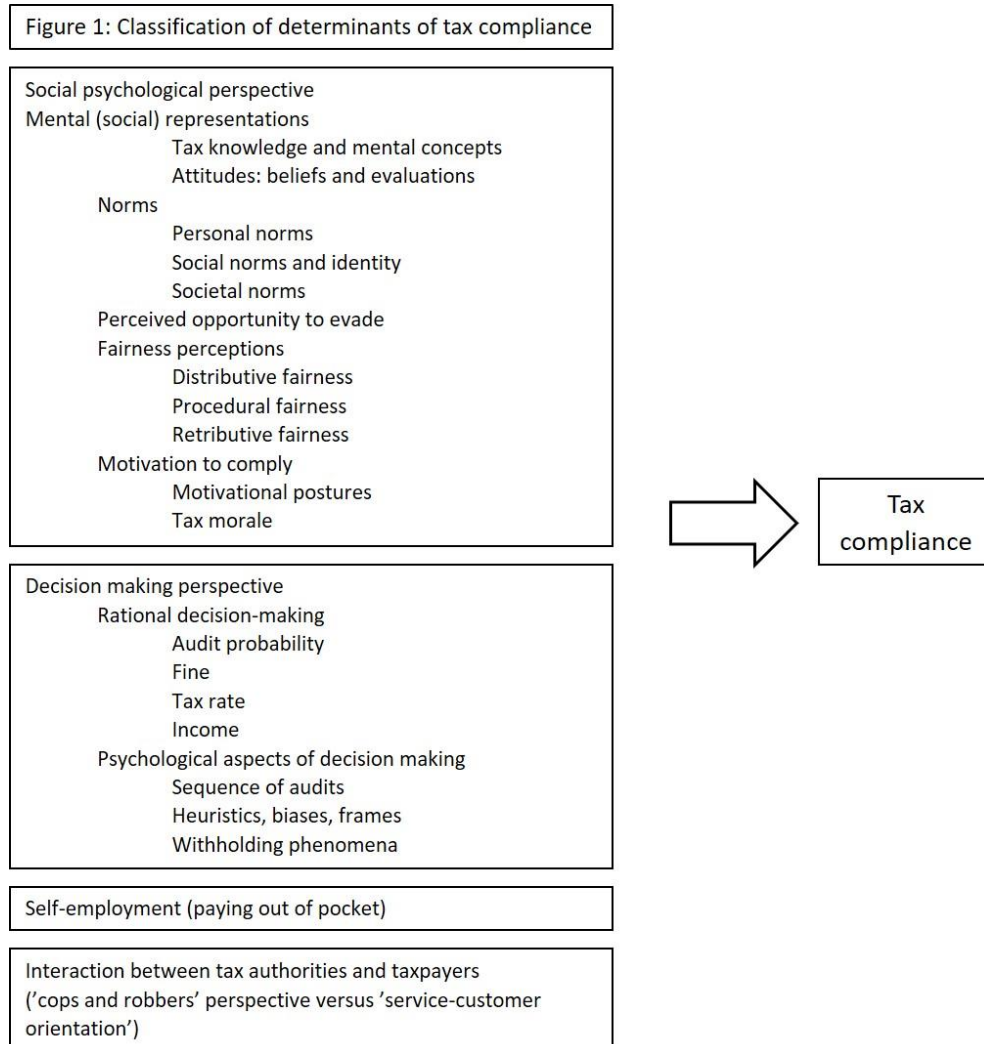 Figure 1: Classification of determinants of tax compliance
Social psychological perspective
Mental (social) representations
Tax knowledge and mental concepts
Attitudes: beliefs and evaluations
Norms
Personal norms
Social norms and identity
Societal norms
Perceived opportunity to evade
Fairness perceptions
Distributive fairness
Procedural fairness
Retributive fairness
Motivation to comply
Motivational postures
Tax morale
Decision making perspective
Rational decision-making
Audit probability
Fine
Tax rate
Income
Psychological aspects of decision making
Sequence of audits
Heuristics, biases, frames
Withholding phenomena
Self-employment (paying out of pocket)
Interaction between tax authorities and taxpayers
(’cops and robbers’ perspective versus ’service-customer
orientation’)
Tax
compliance